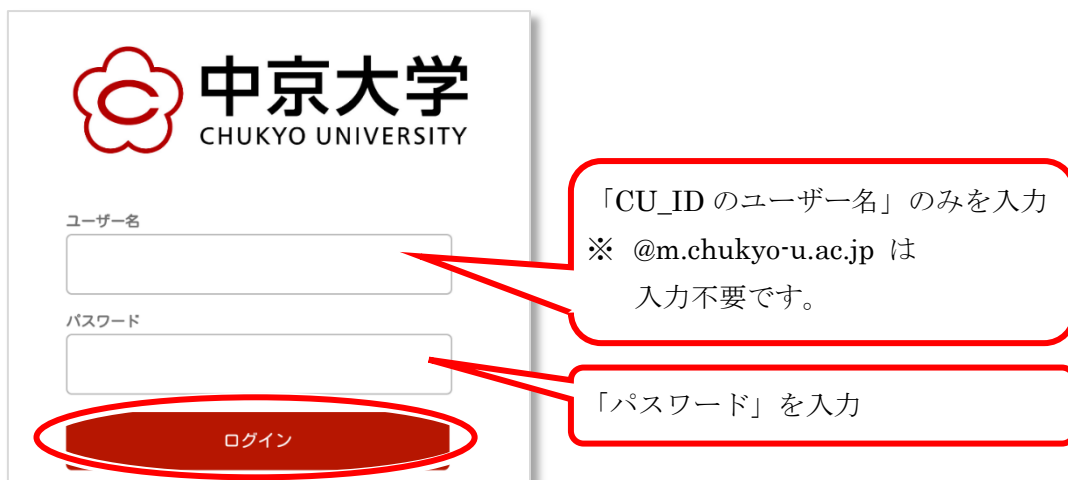 中京大学
CHUKYO UNIVERSITY
ユーザー名
「CU_ID のユーザー名」のみを入力
※ @m.chukyo-u.ac.jp は
入力不要です。
パスワード
「パスワード」を入力
ログイン